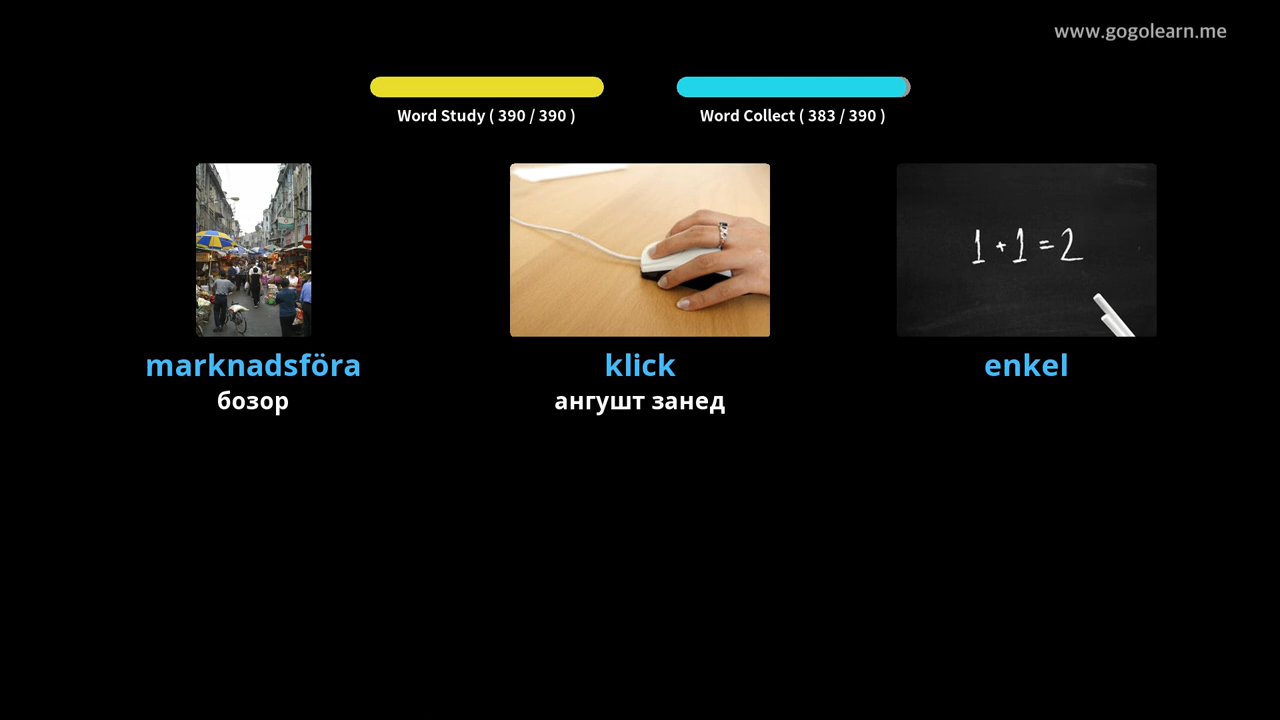 www.gogolearn.me
Word Study ( 390 / 390 )
Word Collect ( 383 / 390 )
1 + 1 = 2
marknadsföra
бозор
klick
ангушт занед
enkel